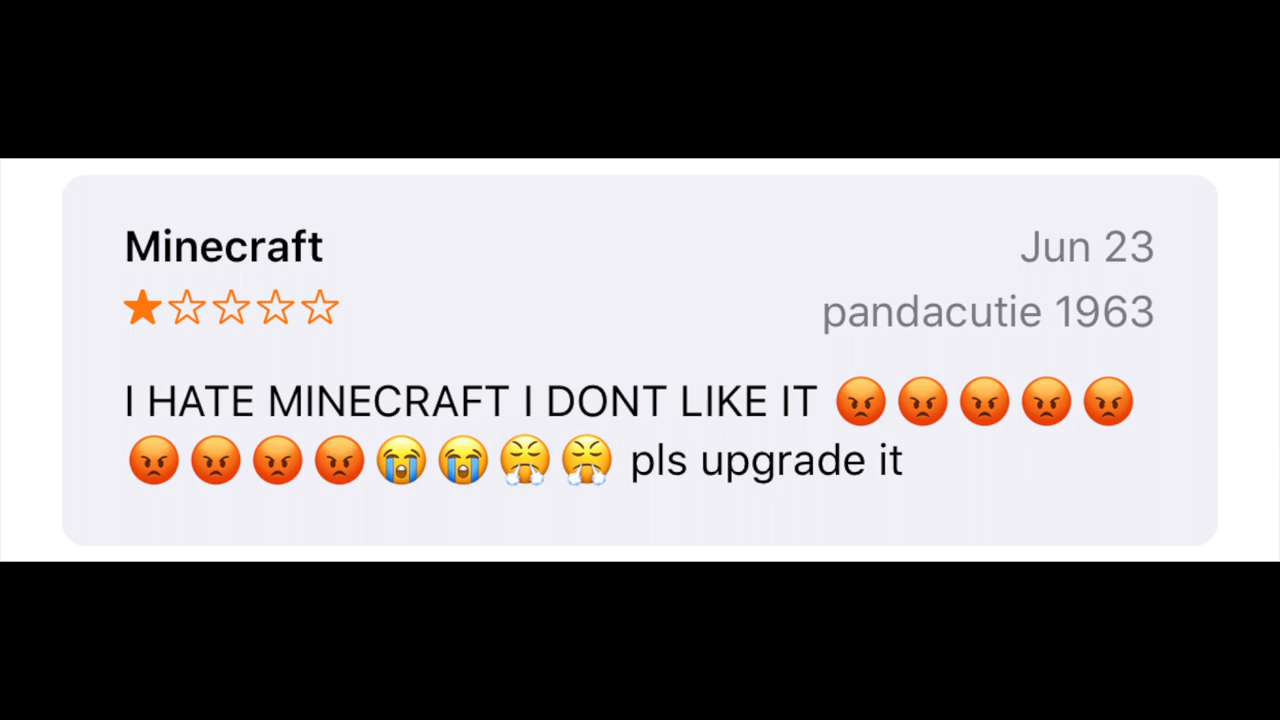 Minecraft
Jun 23
★☆☆☆☆
pandacutie 1963
I HATE MINECRAFT I DONT LIKE IT 😡😡😡😡😡
😡😡😡😡😭😭😤😤 pls upgrade it